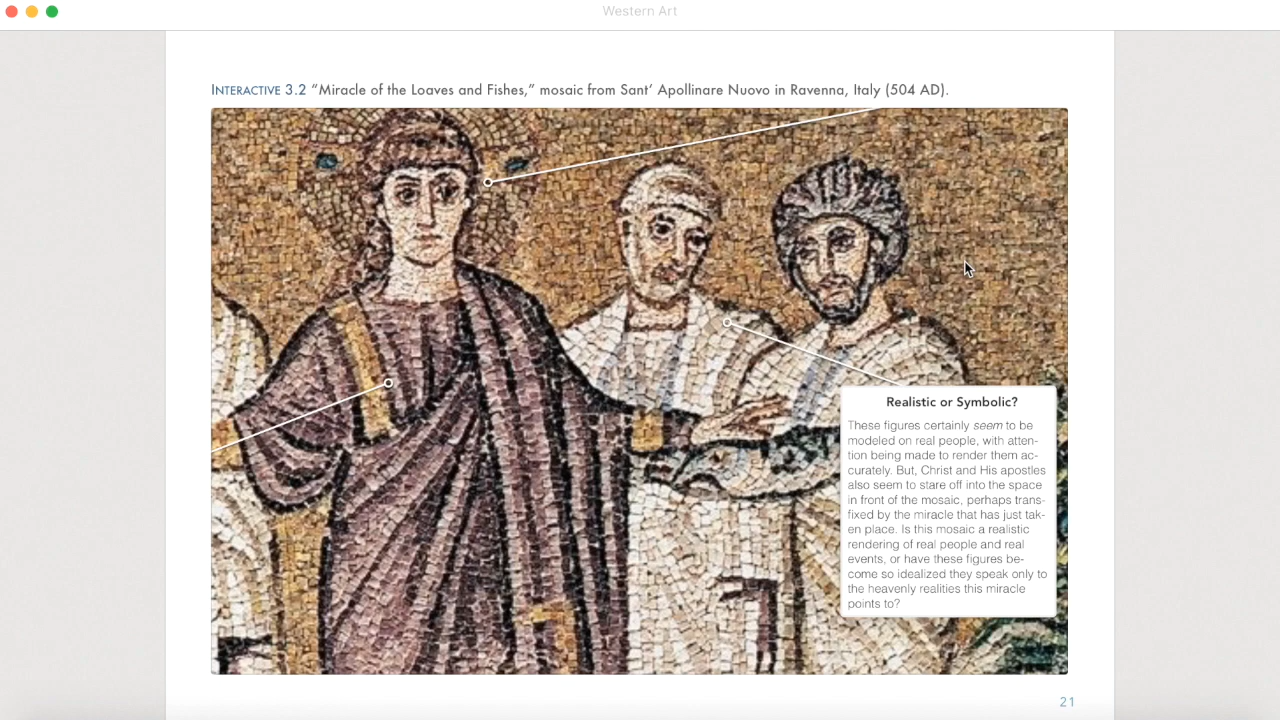 Western Art
INTERACTIVE 3.2 “Miracle of the Loaves and Fishes,” mosaic from Sant’ Apollinare Nuovo in Ravenna, Italy (504 AD).
Realistic or Symbolic?
These figures certainly seem to be
modeled on real people, with atten-
tion being made to render them ac-
curately. But, Christ and His apostles
also seem to stare off into the space
in front of the mosaic, perhaps trans-
fixed by the miracle that has just tak-
en place. Is this mosaic a realistic
rendering of real people and real
events, or have these figures be-
come so idealized they speak only to
the heavenly realities this miracle
points to?
21